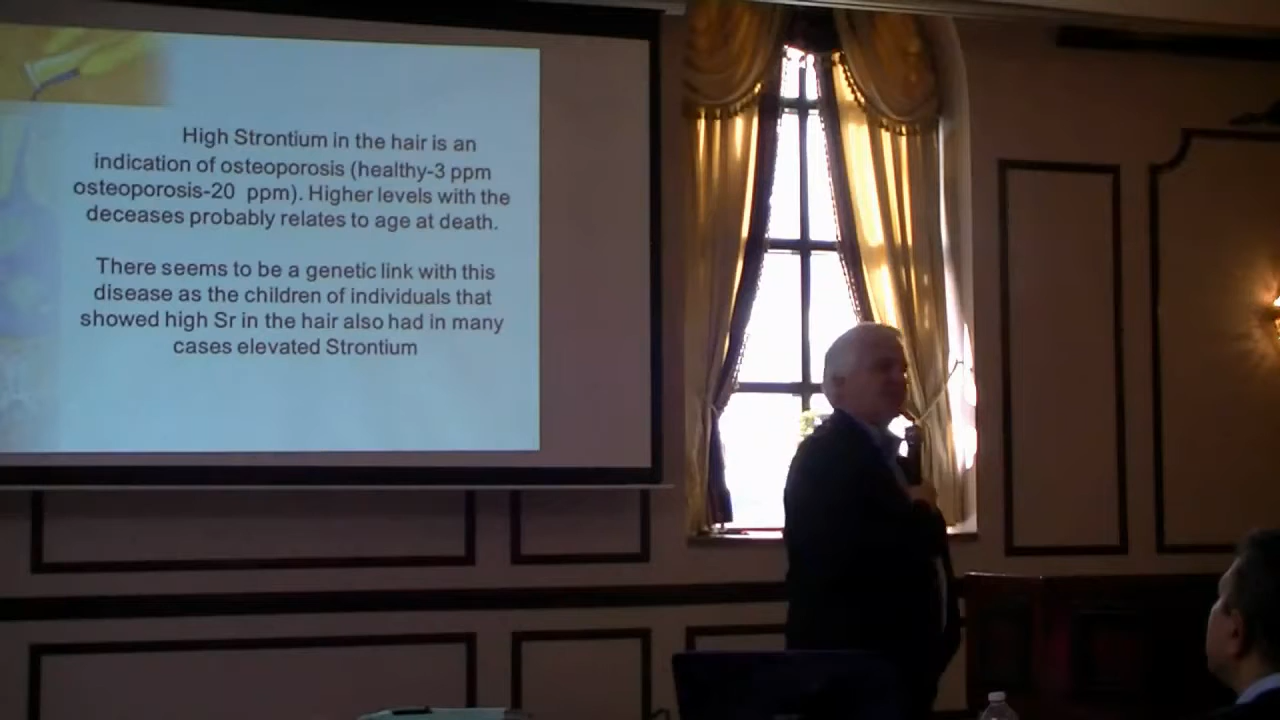 High Strontium in the hair is an
indication of osteoporosis (healthy-3 ppm
osteoporosis-20 ppm). Higher levels with the
deceases probably relates to age at death.
There seems to be a genetic link with this
disease as the children of individuals that
showed high Sr in the hair also had in many
cases elevated Strontium